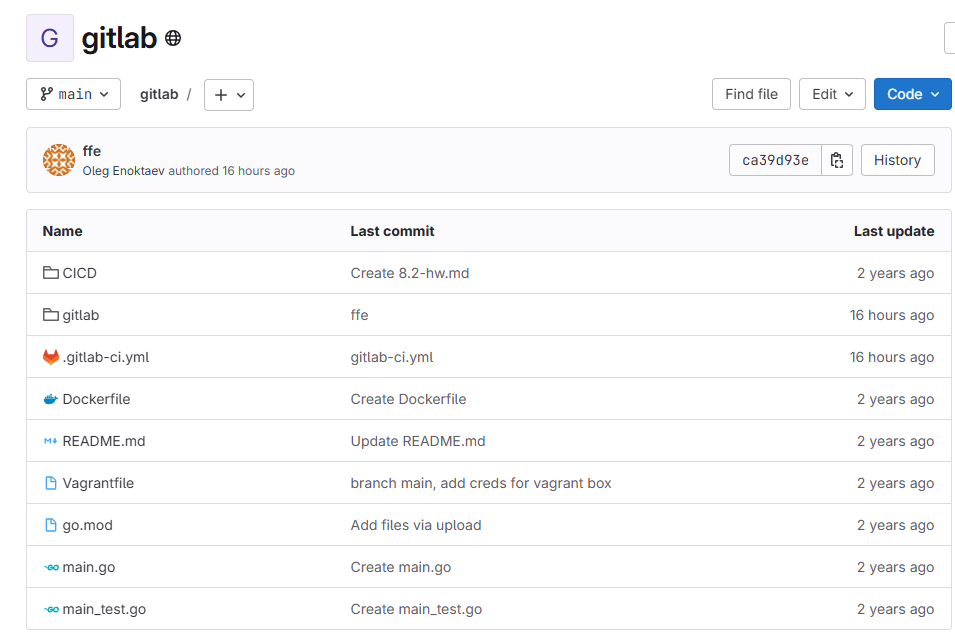 G gitlab
main gitlab / + Find file Edit Code
ffe
Oleg Enoktaev authored 16 hours ago
ca39d93e History
Name Last commit Last update
CICD Create 8.2-hw.md 2 years ago
gitlab ffe 16 hours ago
.gitlab-ci.yml gitlab-ci.yml 16 hours ago
Dockerfile Create Dockerfile 2 years ago
M+ README.md Update README.md 2 years ago
Vagrantfile branch main, add creds for vagrant box 2 years ago
go.mod Add files via upload 2 years ago
GO main.go Create main.go 2 years ago
GO main_test.go Create main_test.go 2 years ago